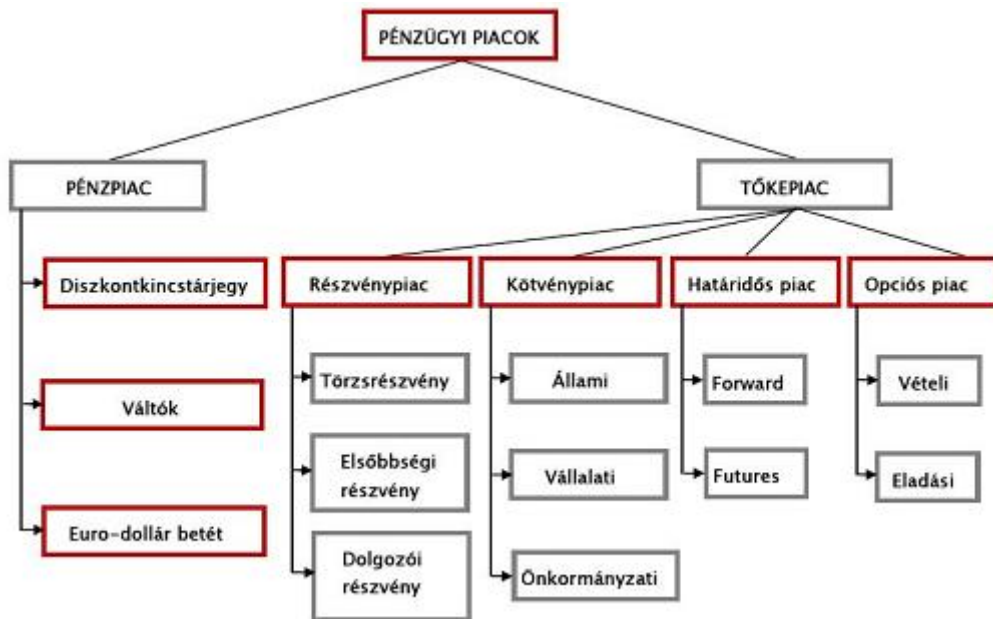 PÉNZÜGYI PIACOK
PÉNZPIAC
TŐKEPIAC
Diszkontkincstárjegy
Részvénypiac
Kötvénypiac
Határidős piac
Opciós piac
Törzsrészvény
Állami
Forward
Vételi
Váltók
Elsőbbségi
részvény
Vállalati
Futures
Eladási
Euro-dollár betét
Dolgozói
részvény
Önkormányzati